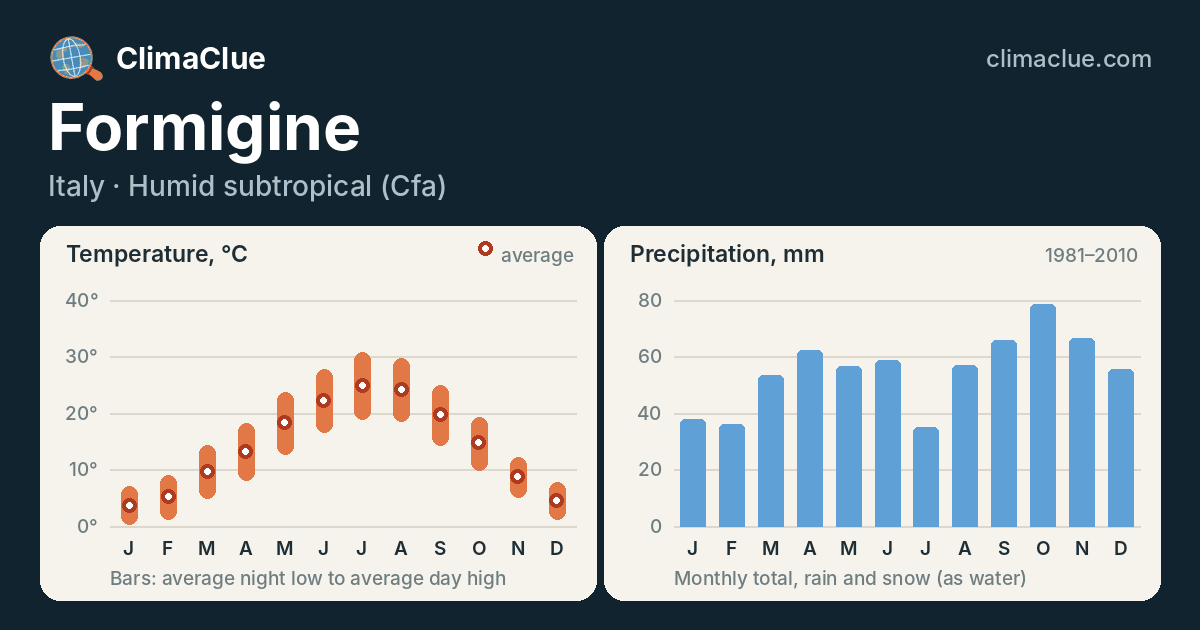 ClimaClue
climaclue.com
Formigine
Italy · Humid subtropical (Cfa)
Temperature, °C
average
40°
30°
20°
10°
0°
J F M A M J J A S O N D
Bars: average night low to average day high
Precipitation, mm
1981–2010
80
60
40
20
0
J F M A M J J A S O N D
Monthly total, rain and snow (as water)